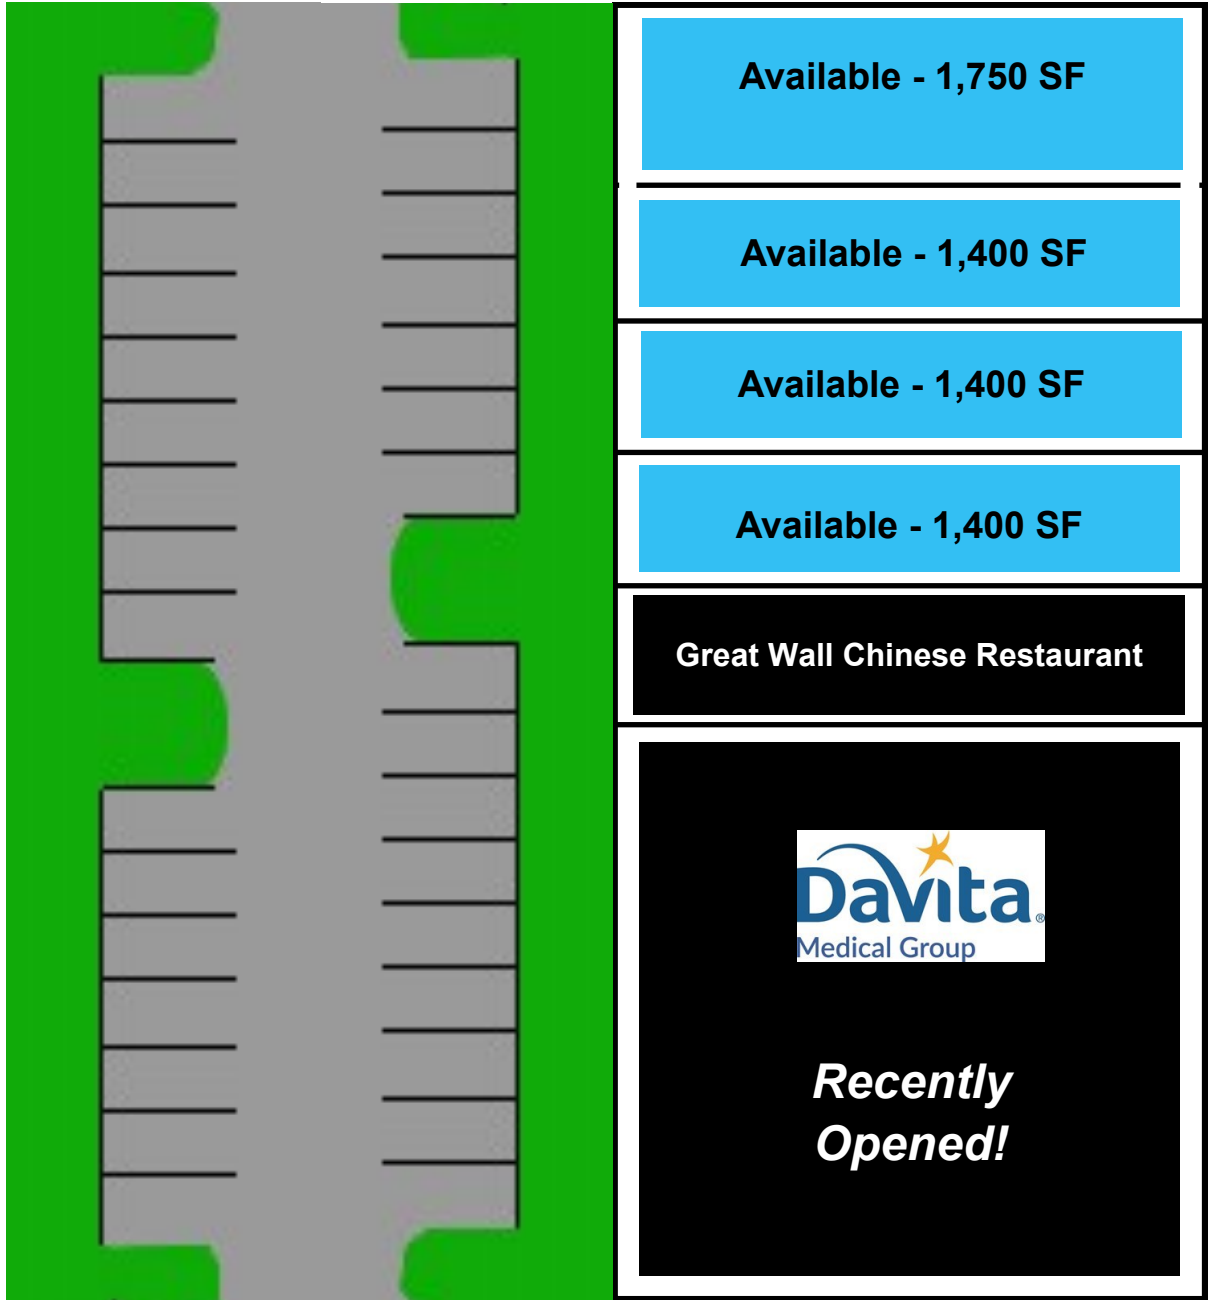 Available - 1,750 SF
Available - 1,400 SF
Available - 1,400 SF
Available - 1,400 SF
Great Wall Chinese Restaurant
DaVita®
Medical Group
Recently
Opened!